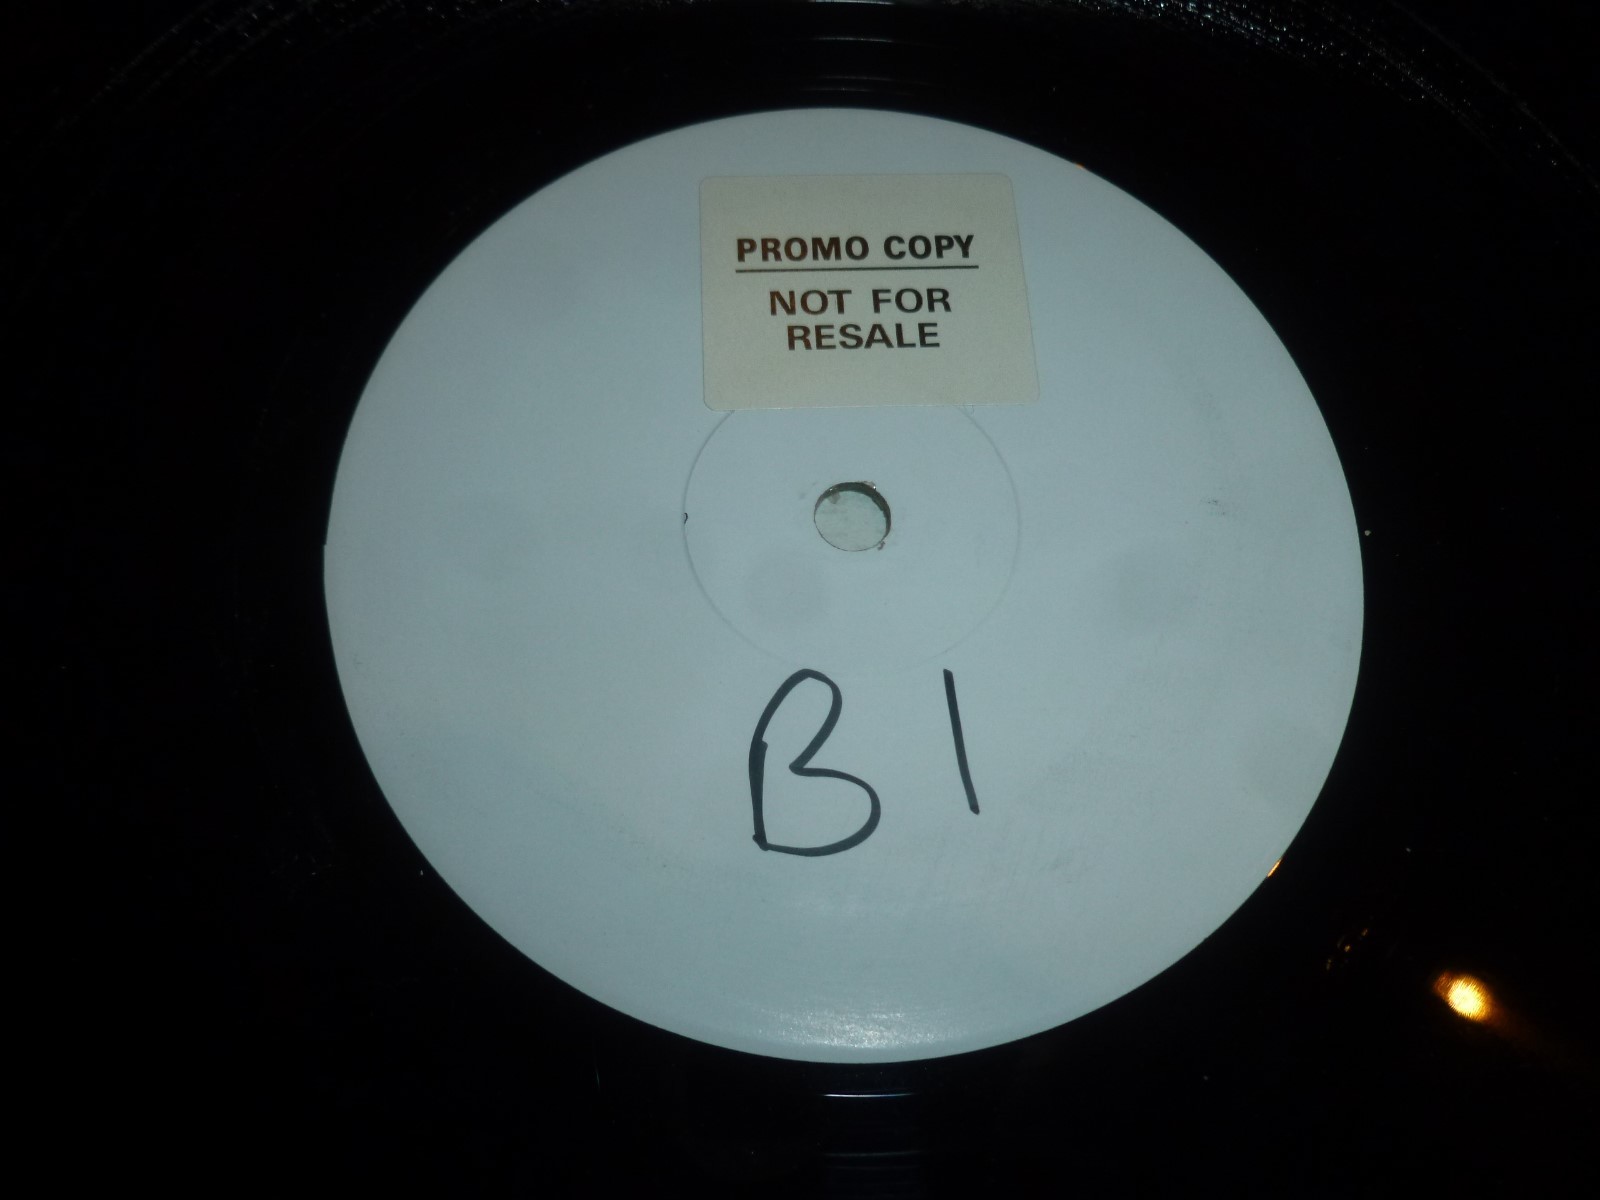 PROMO COPY
NOT FOR
RESALE
B1